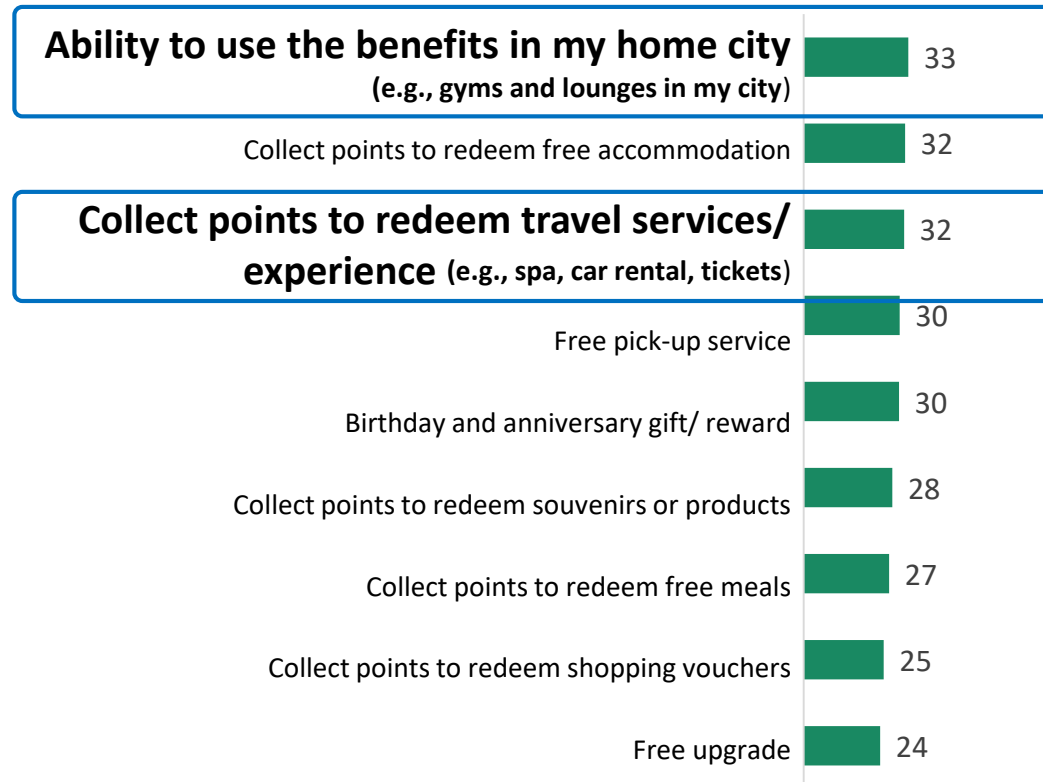 Ability to use the benefits in my home city
(e.g., gyms and lounges in my city)
33
Collect points to redeem free accommodation
32
Collect points to redeem travel services/
experience (e.g., spa, car rental, tickets)
32
Free pick-up service
30
Birthday and anniversary gift/ reward
30
Collect points to redeem souvenirs or products
28
Collect points to redeem free meals
27
Collect points to redeem shopping vouchers
25
Free upgrade
24